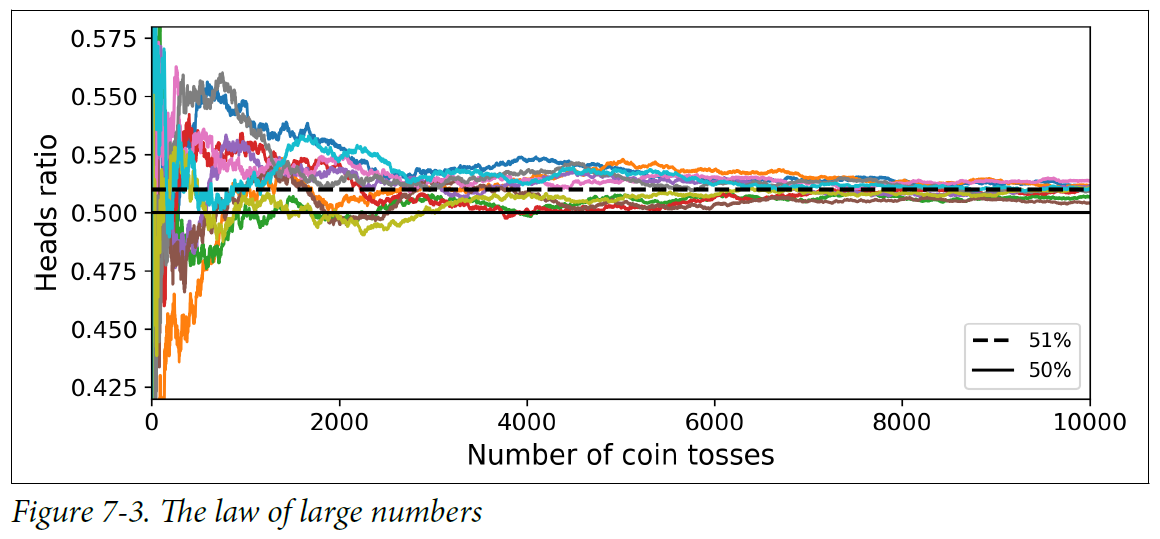 0.575
0.550
0.525
0.500
0.475
0.450
0.425
Heads ratio
51%
50%
0 2000 4000 6000 8000 10000
Number of coin tosses
Figure 7-3. The law of large numbers